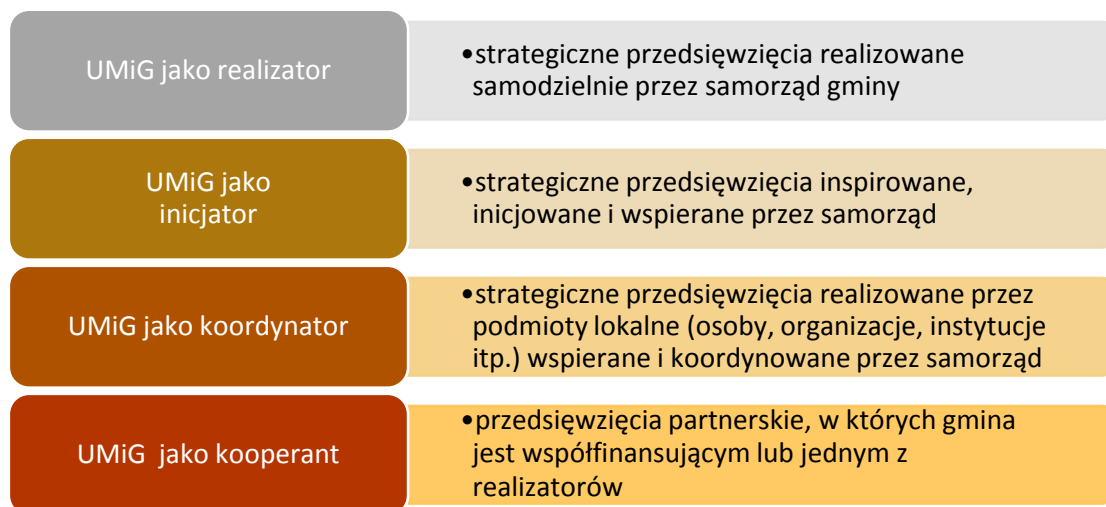 UMiG jako realizator
•strategiczne przedsięwzięcia realizowane
samodzielnie przez samorząd gminy
UMiG jako
inicjator
•strategiczne przedsięwzięcia inspirowane,
inicjowane i wspierane przez samorząd
UMiG jako koordynator
•strategiczne przedsięwzięcia realizowane przez
podmioty lokalne (osoby, organizacje, instytucje
itp.) wspierane i koordynowane przez samorząd
UMiG jako kooperant
•przedsięwzięcia partnerskie, w których gmina
jest współfinansującym lub jednym z
realizatorów